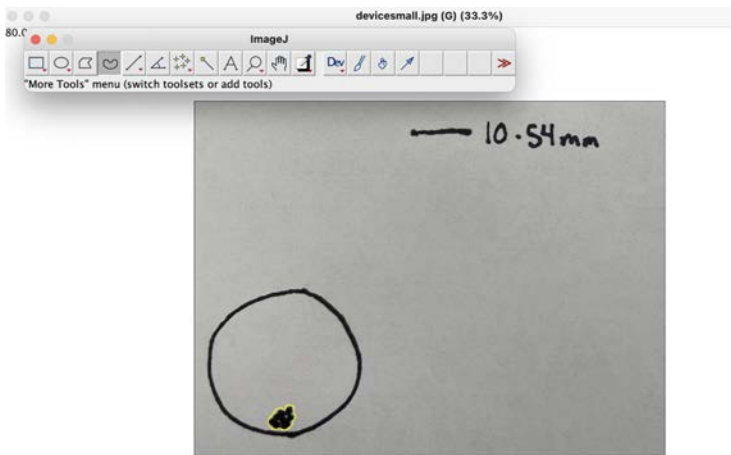 devicesmall.jpg (G) (33.3%)
80.0
ImageJ
A Dev ≫
"More Tools" menu (switch toolsets or add tools)
10.54mm